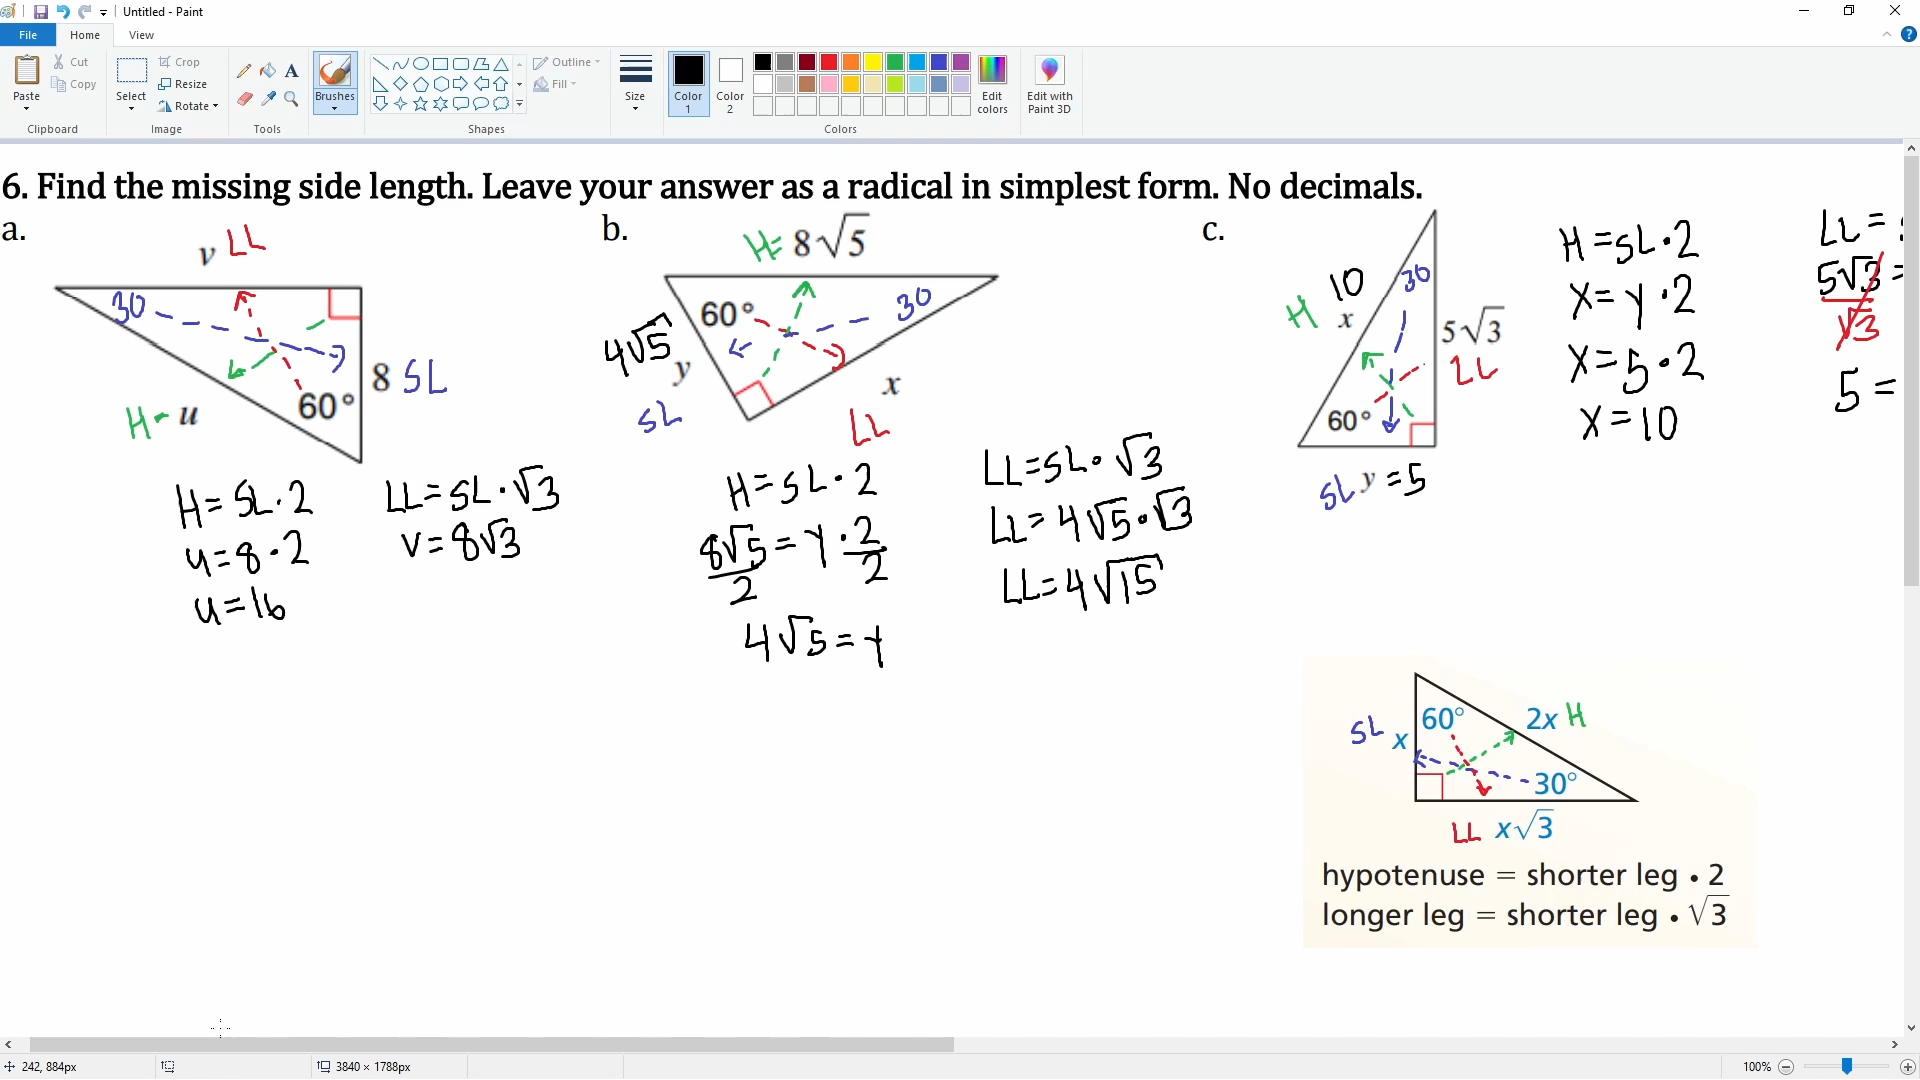 Untitled - Paint
File Home View
Paste
Cut
Copy
Clipboard
Select
Crop
Resize
Rotate
Image
Tools
Brushes
Shapes
Outline
Fill
Size
Color 1
Color 2
Colors
Edit colors
Edit with Paint 3D
6. Find the missing side length. Leave your answer as a radical in simplest form. No decimals.
a.
v LL
30
60°
8 SL
H - u
H = SL · 2
u = 8 · 2
u = 16
LL = SL · √3
v = 8√3
b.
H = 8√5
60°
30
4√5
y
SL
x
LL
H = SL · 2
8√5/2 = y · 2/2
4√5 = y
LL = SL · √3
LL = 4√5 · √3
LL = 4√15
c.
10
30
H x
5√3
LL
60°
SL y = 5
H = SL · 2
x = y · 2
x = 5 · 2
x = 10
LL =
5√3 =
√3
5 =
60°
2x H
SL x
30°
LL x√3
hypotenuse = shorter leg • 2
longer leg = shorter leg • √3
242, 884px
3840 × 1788px
100%